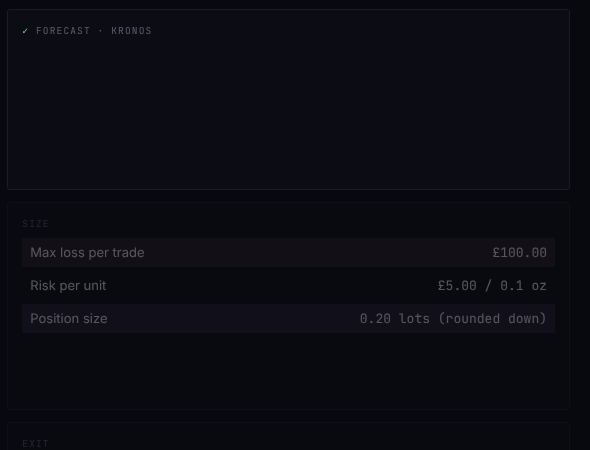 ✓ FORECAST · KRONOS
SIZE
Max loss per trade £100.00
Risk per unit £5.00 / 0.1 oz
Position size 0.20 lots (rounded down)
EXIT